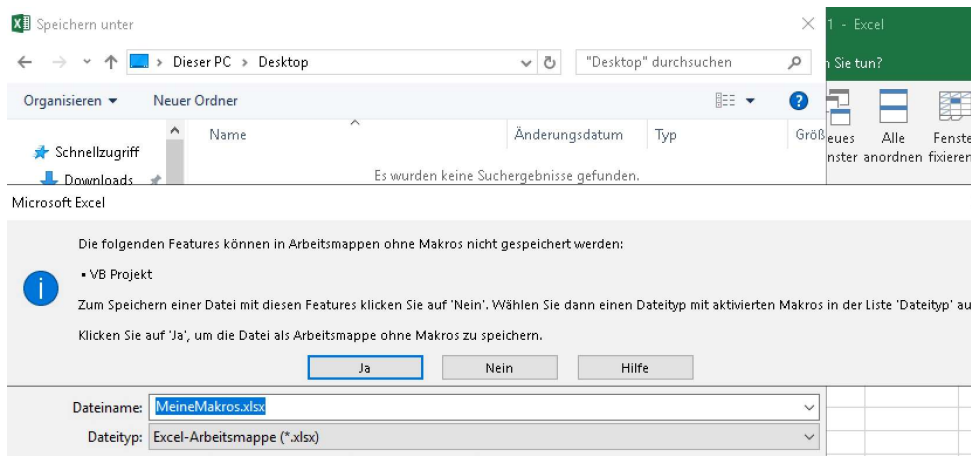 Speichern unter
1 - Excel
Dieser PC > Desktop
"Desktop" durchsuchen
n Sie tun?
Organisieren
Neuer Ordner
Name
Änderungsdatum
Typ
Größ
eues
Alle
Fenste
nster anordnen fixieren
Schnellzugriff
Downloads
Es wurden keine Suchergebnisse gefunden.
Microsoft Excel
Die folgenden Features können in Arbeitsmappen ohne Makros nicht gespeichert werden:
• VB Projekt
Zum Speichern einer Datei mit diesen Features klicken Sie auf 'Nein'. Wählen Sie dann einen Dateityp mit aktivierten Makros in der Liste 'Dateityp' au
Klicken Sie auf 'Ja', um die Datei als Arbeitsmappe ohne Makros zu speichern.
Ja
Nein
Hilfe
Dateiname: MeineMakros.xlsx
Dateityp: Excel-Arbeitsmappe (*.xlsx)